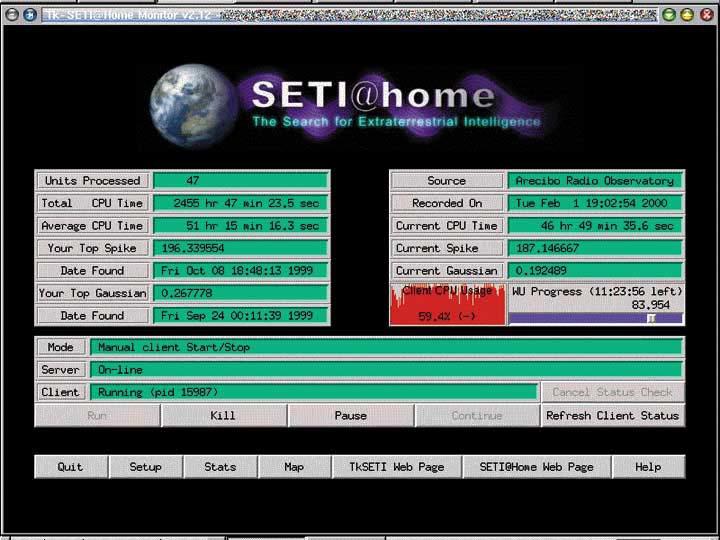 Tk-SETI@Home Monitor v2.12
SETI@home
The Search for Extraterrestrial Intelligence
Units Processed 47
Total CPU Time 2455 hr 47 min 23.5 sec
Average CPU Time 51 hr 15 min 16.3 sec
Your Top Spike 196.339554
Date Found Fri Oct 08 18:48:13 1999
Your Top Gaussian 0.267778
Date Found Fri Sep 24 00:11:39 1999
Source Arecibo Radio Observatory
Recorded On Tue Feb 1 19:02:54 2000
Current CPU Time 46 hr 49 min 35.6 sec
Current Spike 187.146667
Current Gaussian 0.192489
Client CPU Usage WU Progress (11:23:56 left)
83.954
59.4% (-)
Mode Manual client Start/Stop
Server On-line
Client Running (pid 15987) Cancel Status Check
Run Kill Pause Continue Refresh Client Status
Quit Setup Stats Map TkSETI Web Page SETI@Home Web Page Help